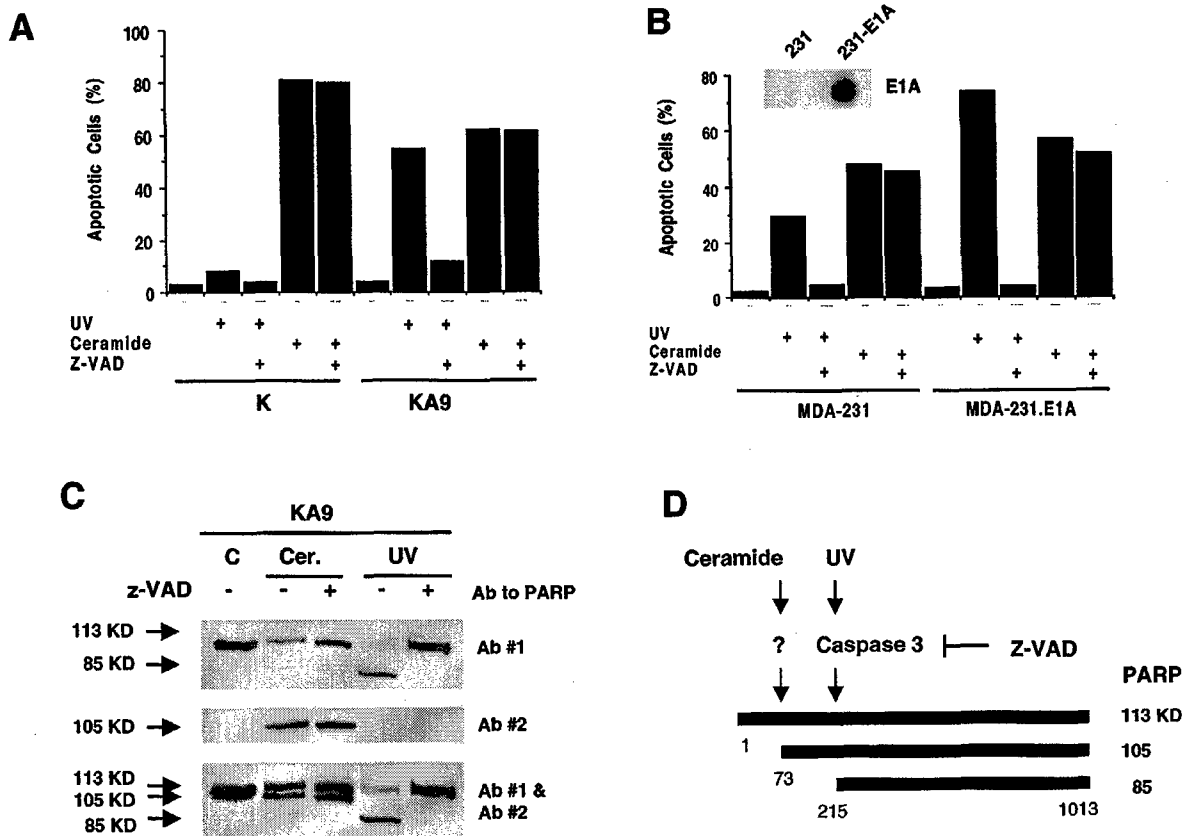 A
Apoptotic Cells (%)
100
80
60
40
20
0
UV + + + +
Ceramide + + + +
Z-VAD + + + +
K KA9
B
231 231-E1A
E1A
Apoptotic Cells (%)
80
60
40
20
0
UV + + + +
Ceramide + + + +
Z-VAD + + + +
MDA-231 MDA-231.E1A
C
KA9
C Cer. UV
z-VAD - - + - + Ab to PARP
113 KD
85 KD
Ab #1
105 KD
Ab #2
113 KD
105 KD
85 KD
Ab #1 &
Ab #2
D
Ceramide UV
? Caspase 3 Z-VAD
PARP
113 KD
1
105
73
85
215 1013